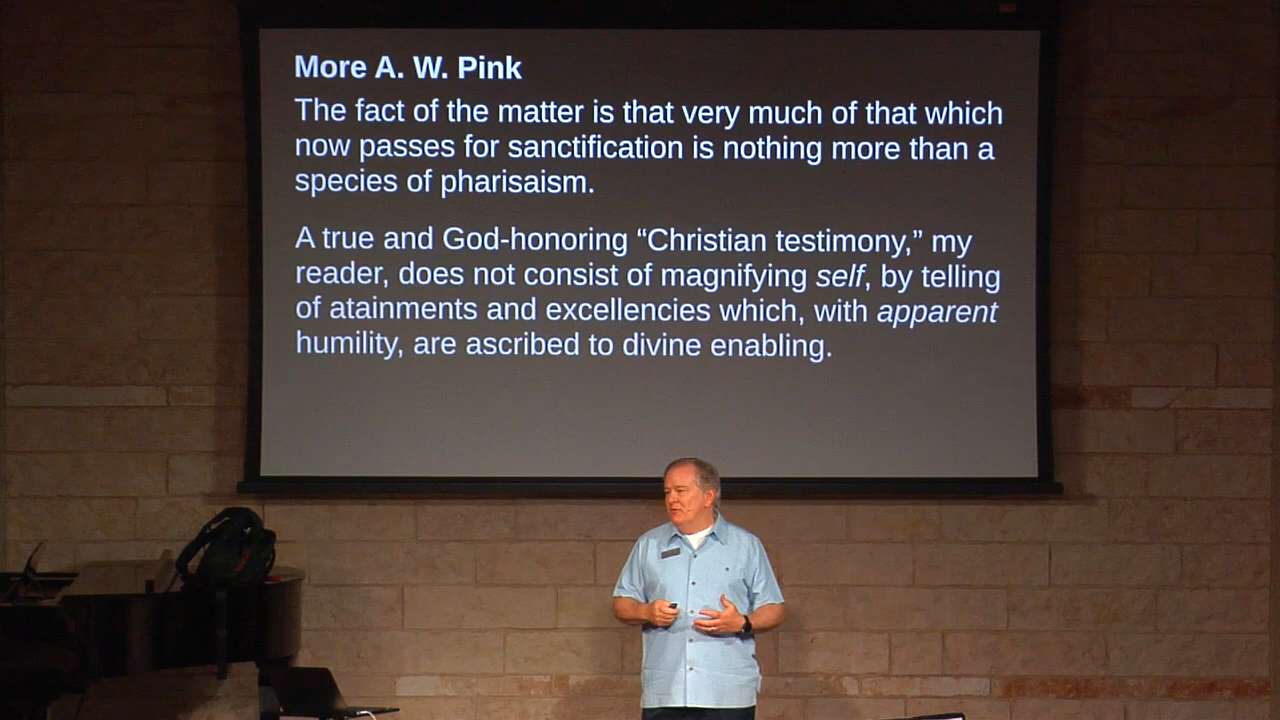 More A. W. Pink
The fact of the matter is that very much of that which
now passes for sanctification is nothing more than a
species of pharisaism.
A true and God-honoring “Christian testimony,” my
reader, does not consist of magnifying self, by telling
of atainments and excellencies which, with apparent
humility, are ascribed to divine enabling.